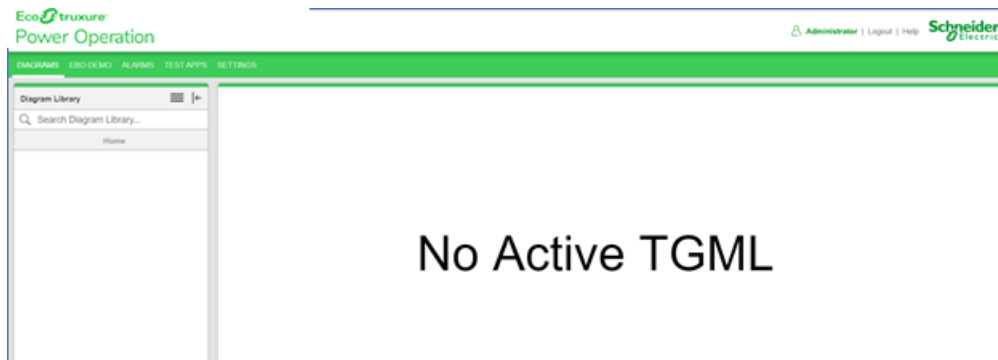 EcoStruxure
Power Operation
Administrator | Logout | Help
Schneider
Electric
DIAGRAMS EBO DEMO ALARMS TEST APPS SETTINGS
Diagram Library
Search Diagram Library...
Home
No Active TGML